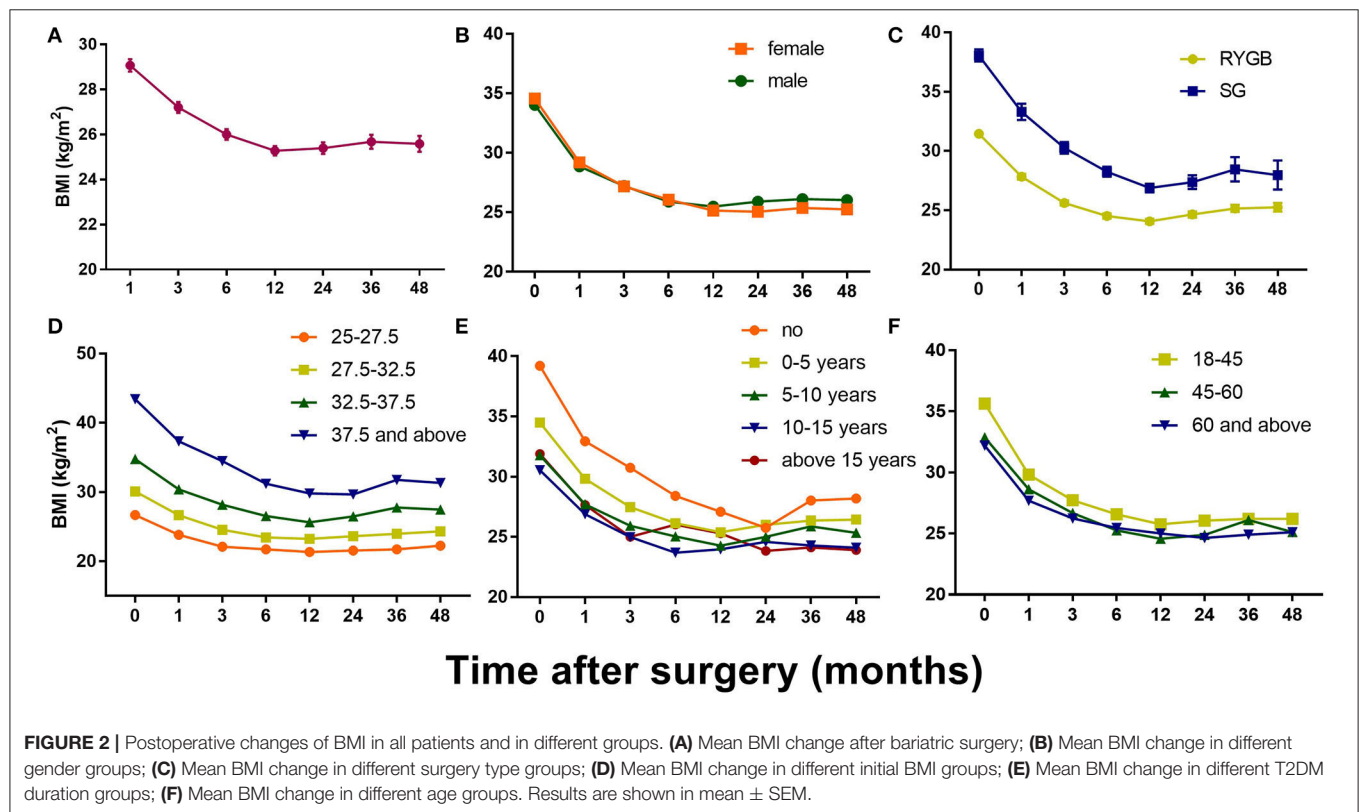 A
BMI (kg/m²)
30
28
26
24
22
20
1 3 6 12 24 36 48
B
female
male
40
35
30
25
20
0 1 3 6 12 24 36 48
C
RYGB
SG
40
35
30
25
20
0 1 3 6 12 24 36 48
D
25-27.5
27.5-32.5
32.5-37.5
37.5 and above
BMI (kg/m²)
50
40
30
20
0 1 3 6 12 24 36 48
E
no
0-5 years
5-10 years
10-15 years
above 15 years
40
35
30
25
20
0 1 3 6 12 24 36 48
F
18-45
45-60
60 and above
40
35
30
25
20
0 1 3 6 12 24 36 48
Time after surgery (months)
FIGURE 2 | Postoperative changes of BMI in all patients and in different groups. (A) Mean BMI change after bariatric surgery; (B) Mean BMI change in different
gender groups; (C) Mean BMI change in different surgery type groups; (D) Mean BMI change in different initial BMI groups; (E) Mean BMI change in different T2DM
duration groups; (F) Mean BMI change in different age groups. Results are shown in mean ± SEM.